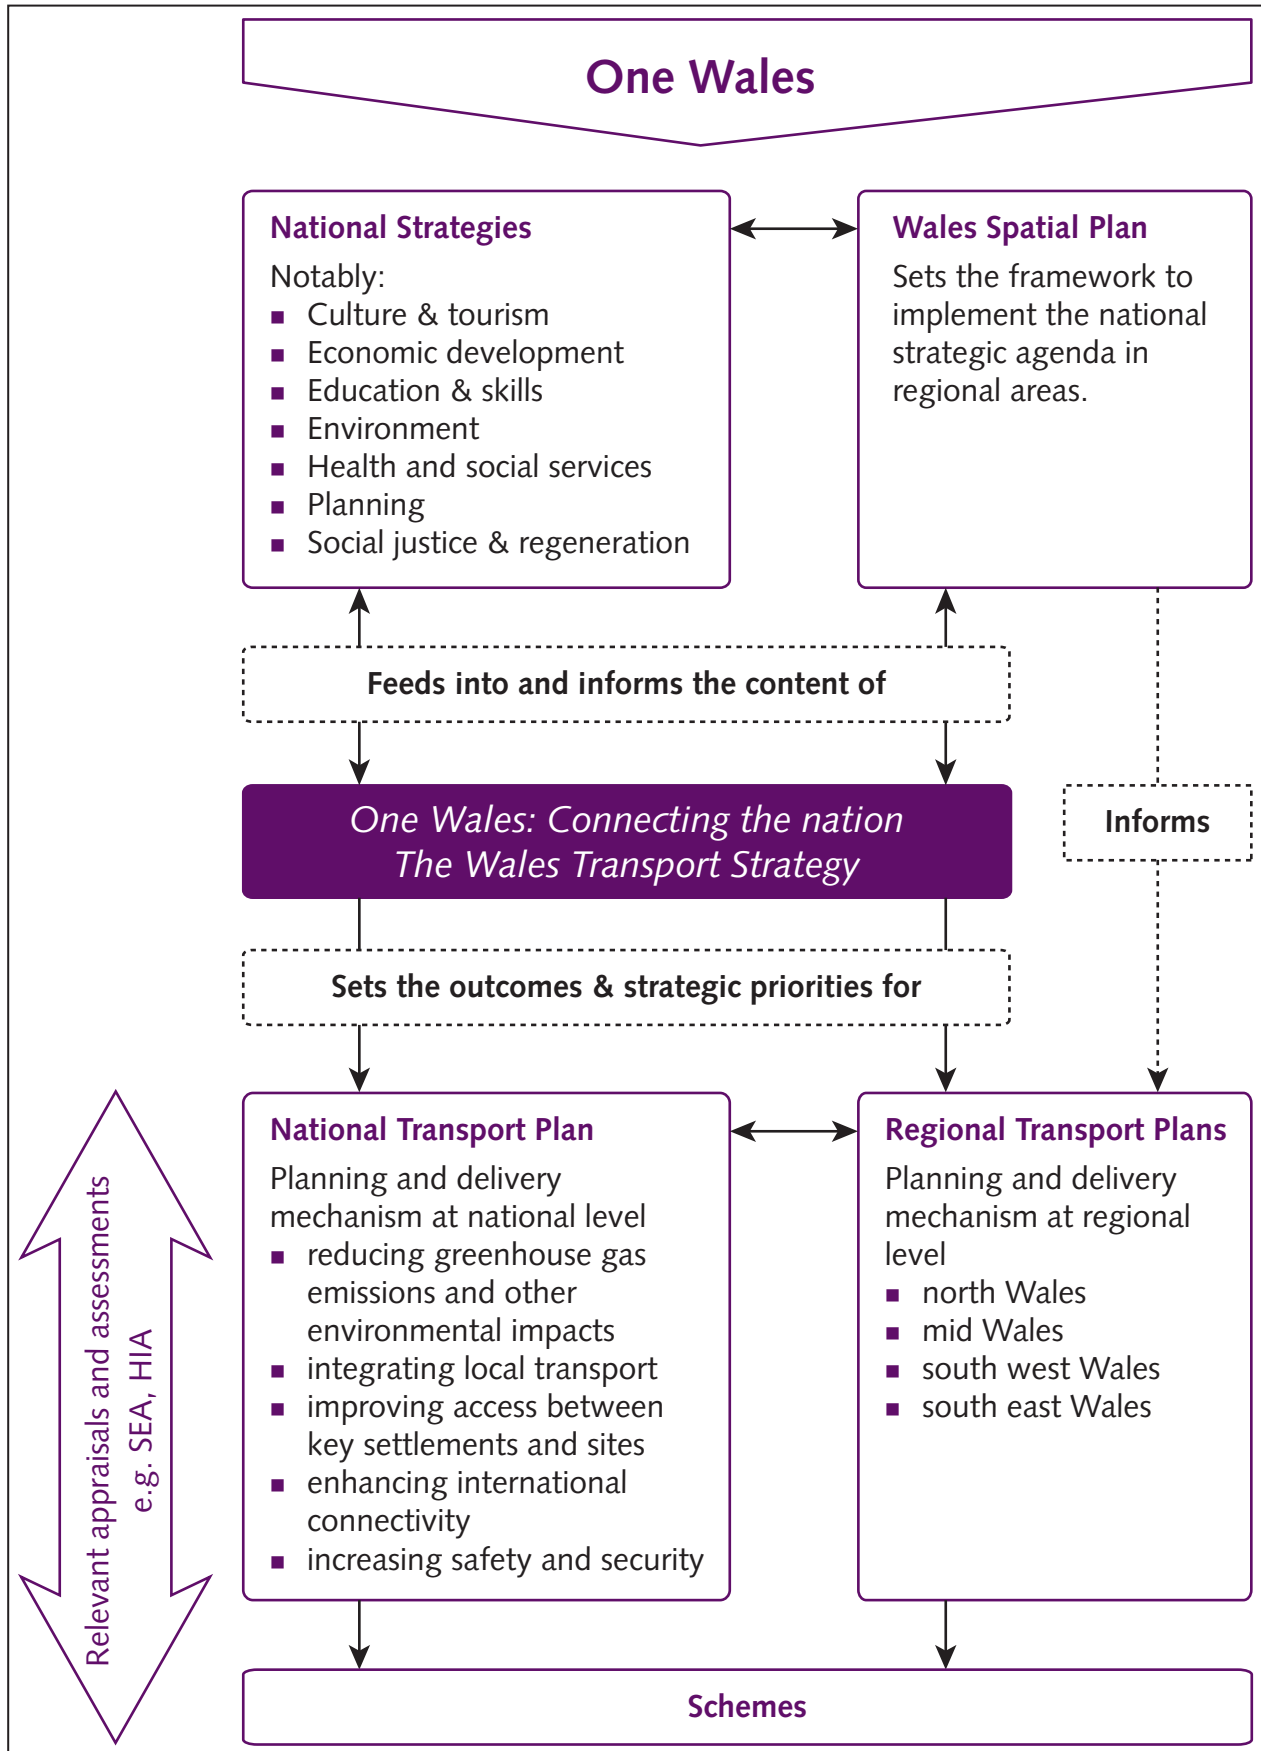 One Wales
National Strategies
Notably:
■ Culture & tourism
■ Economic development
■ Education & skills
■ Environment
■ Health and social services
■ Planning
■ Social justice & regeneration
Wales Spatial Plan
Sets the framework to
implement the national
strategic agenda in
regional areas.
Feeds into and informs the content of
One Wales: Connecting the nation
The Wales Transport Strategy
Informs
Sets the outcomes & strategic priorities for
Relevant appraisals and assessments
e.g. SEA, HIA
National Transport Plan
Planning and delivery
mechanism at national level
■ reducing greenhouse gas
emissions and other
environmental impacts
■ integrating local transport
■ improving access between
key settlements and sites
■ enhancing international
connectivity
■ increasing safety and security
Regional Transport Plans
Planning and delivery
mechanism at regional
level
■ north Wales
■ mid Wales
■ south west Wales
■ south east Wales
Schemes